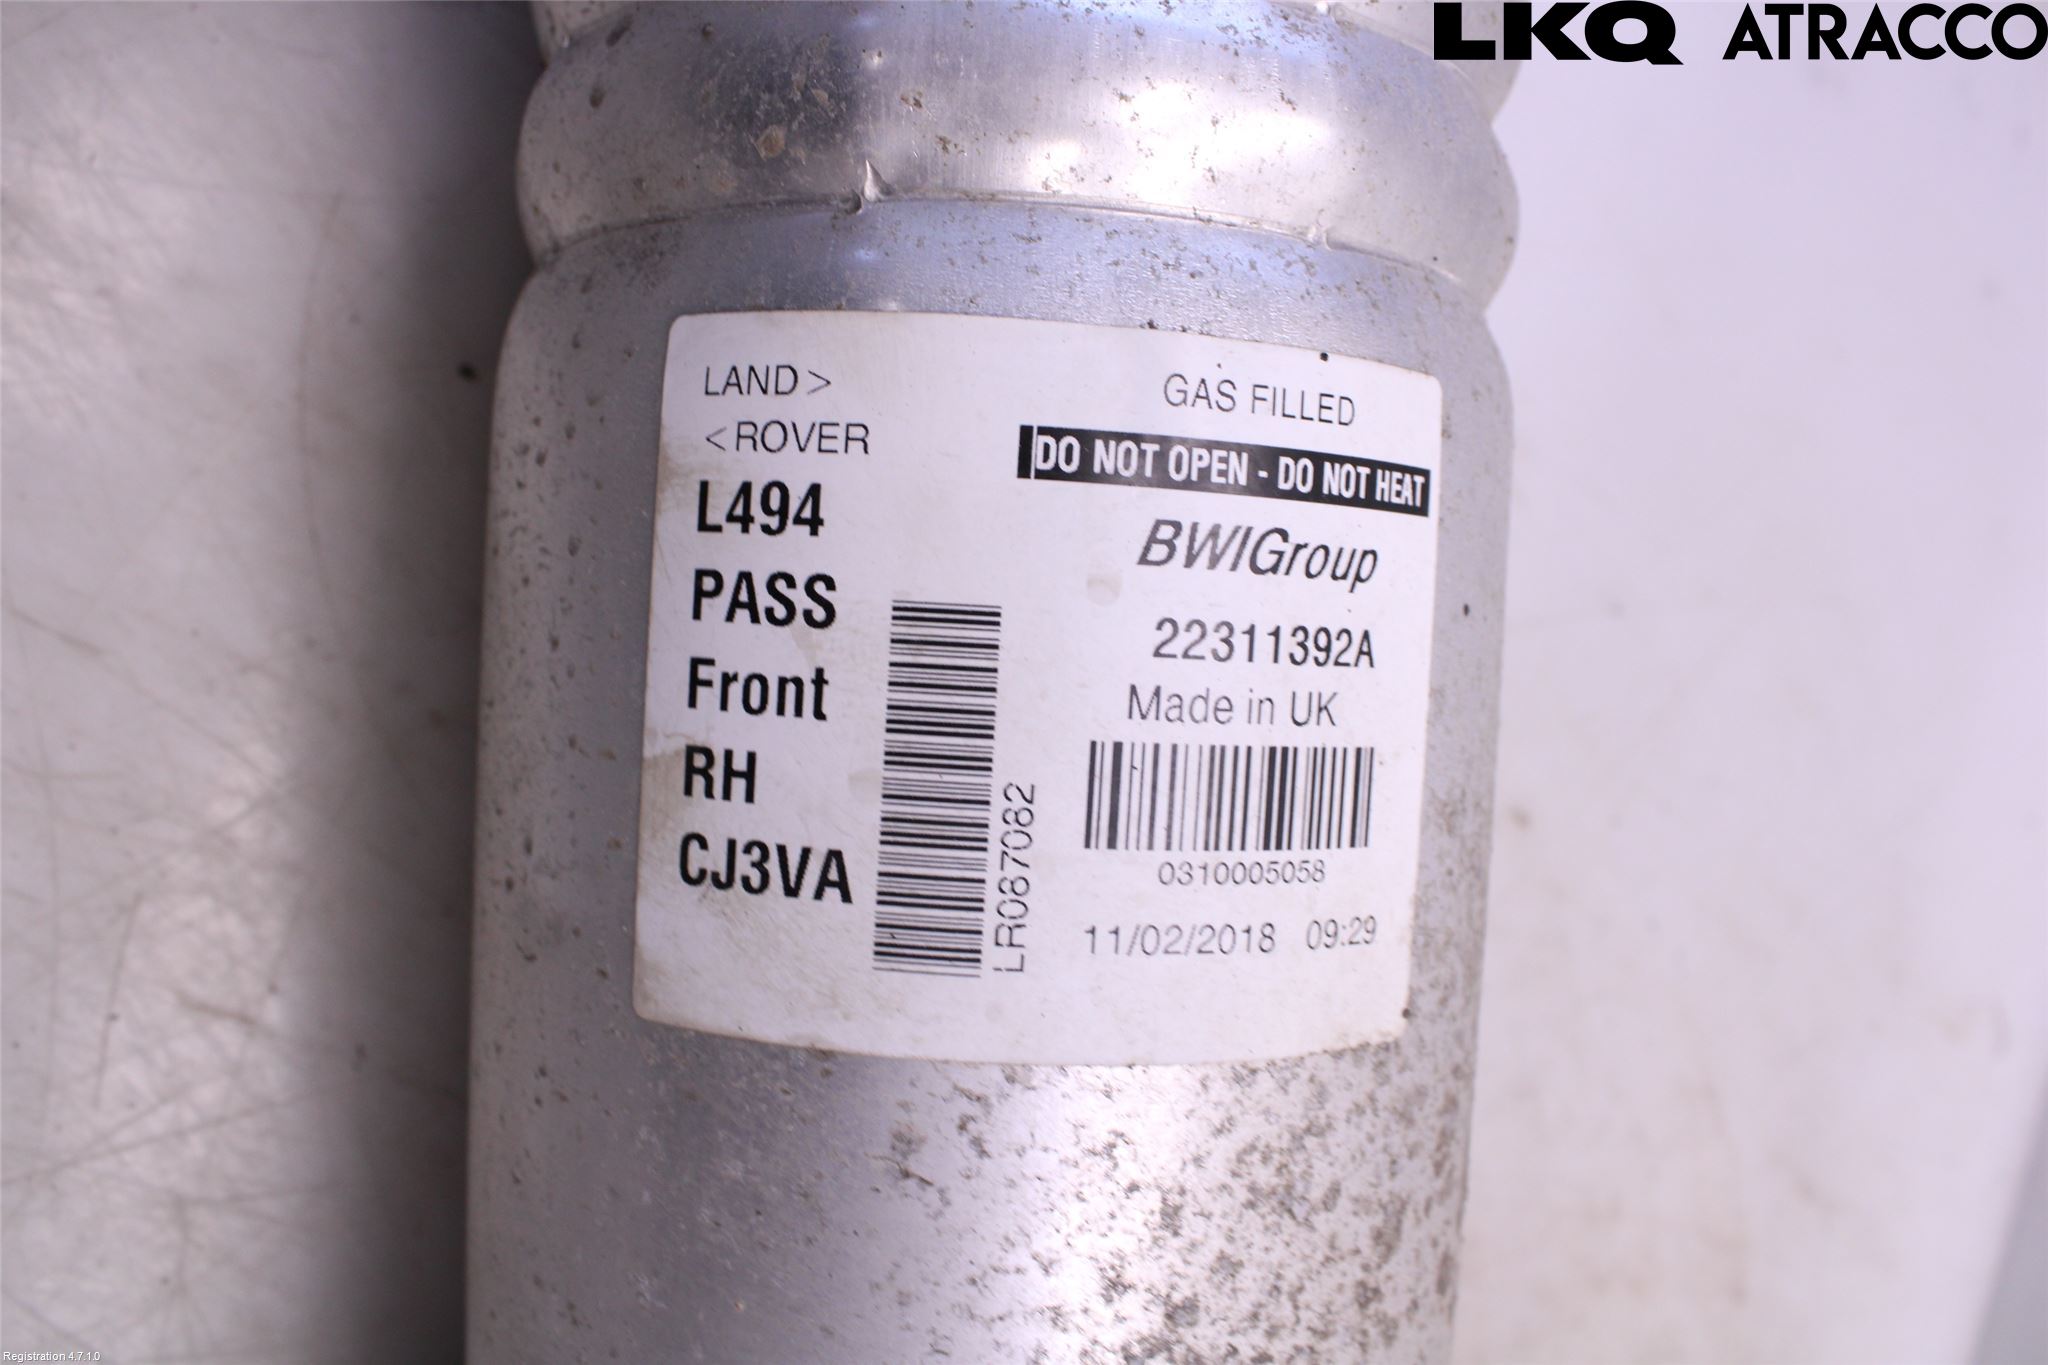 LKQ ATRACCO
LAND >
< ROVER
L494
PASS
Front
RH
CJ3VA
LR087082
GAS FILLED
DO NOT OPEN - DO NOT HEAT
BWIGroup
22311392A
Made in UK
0310005058
11/02/2018 09:29
Registration 4.7.1.0